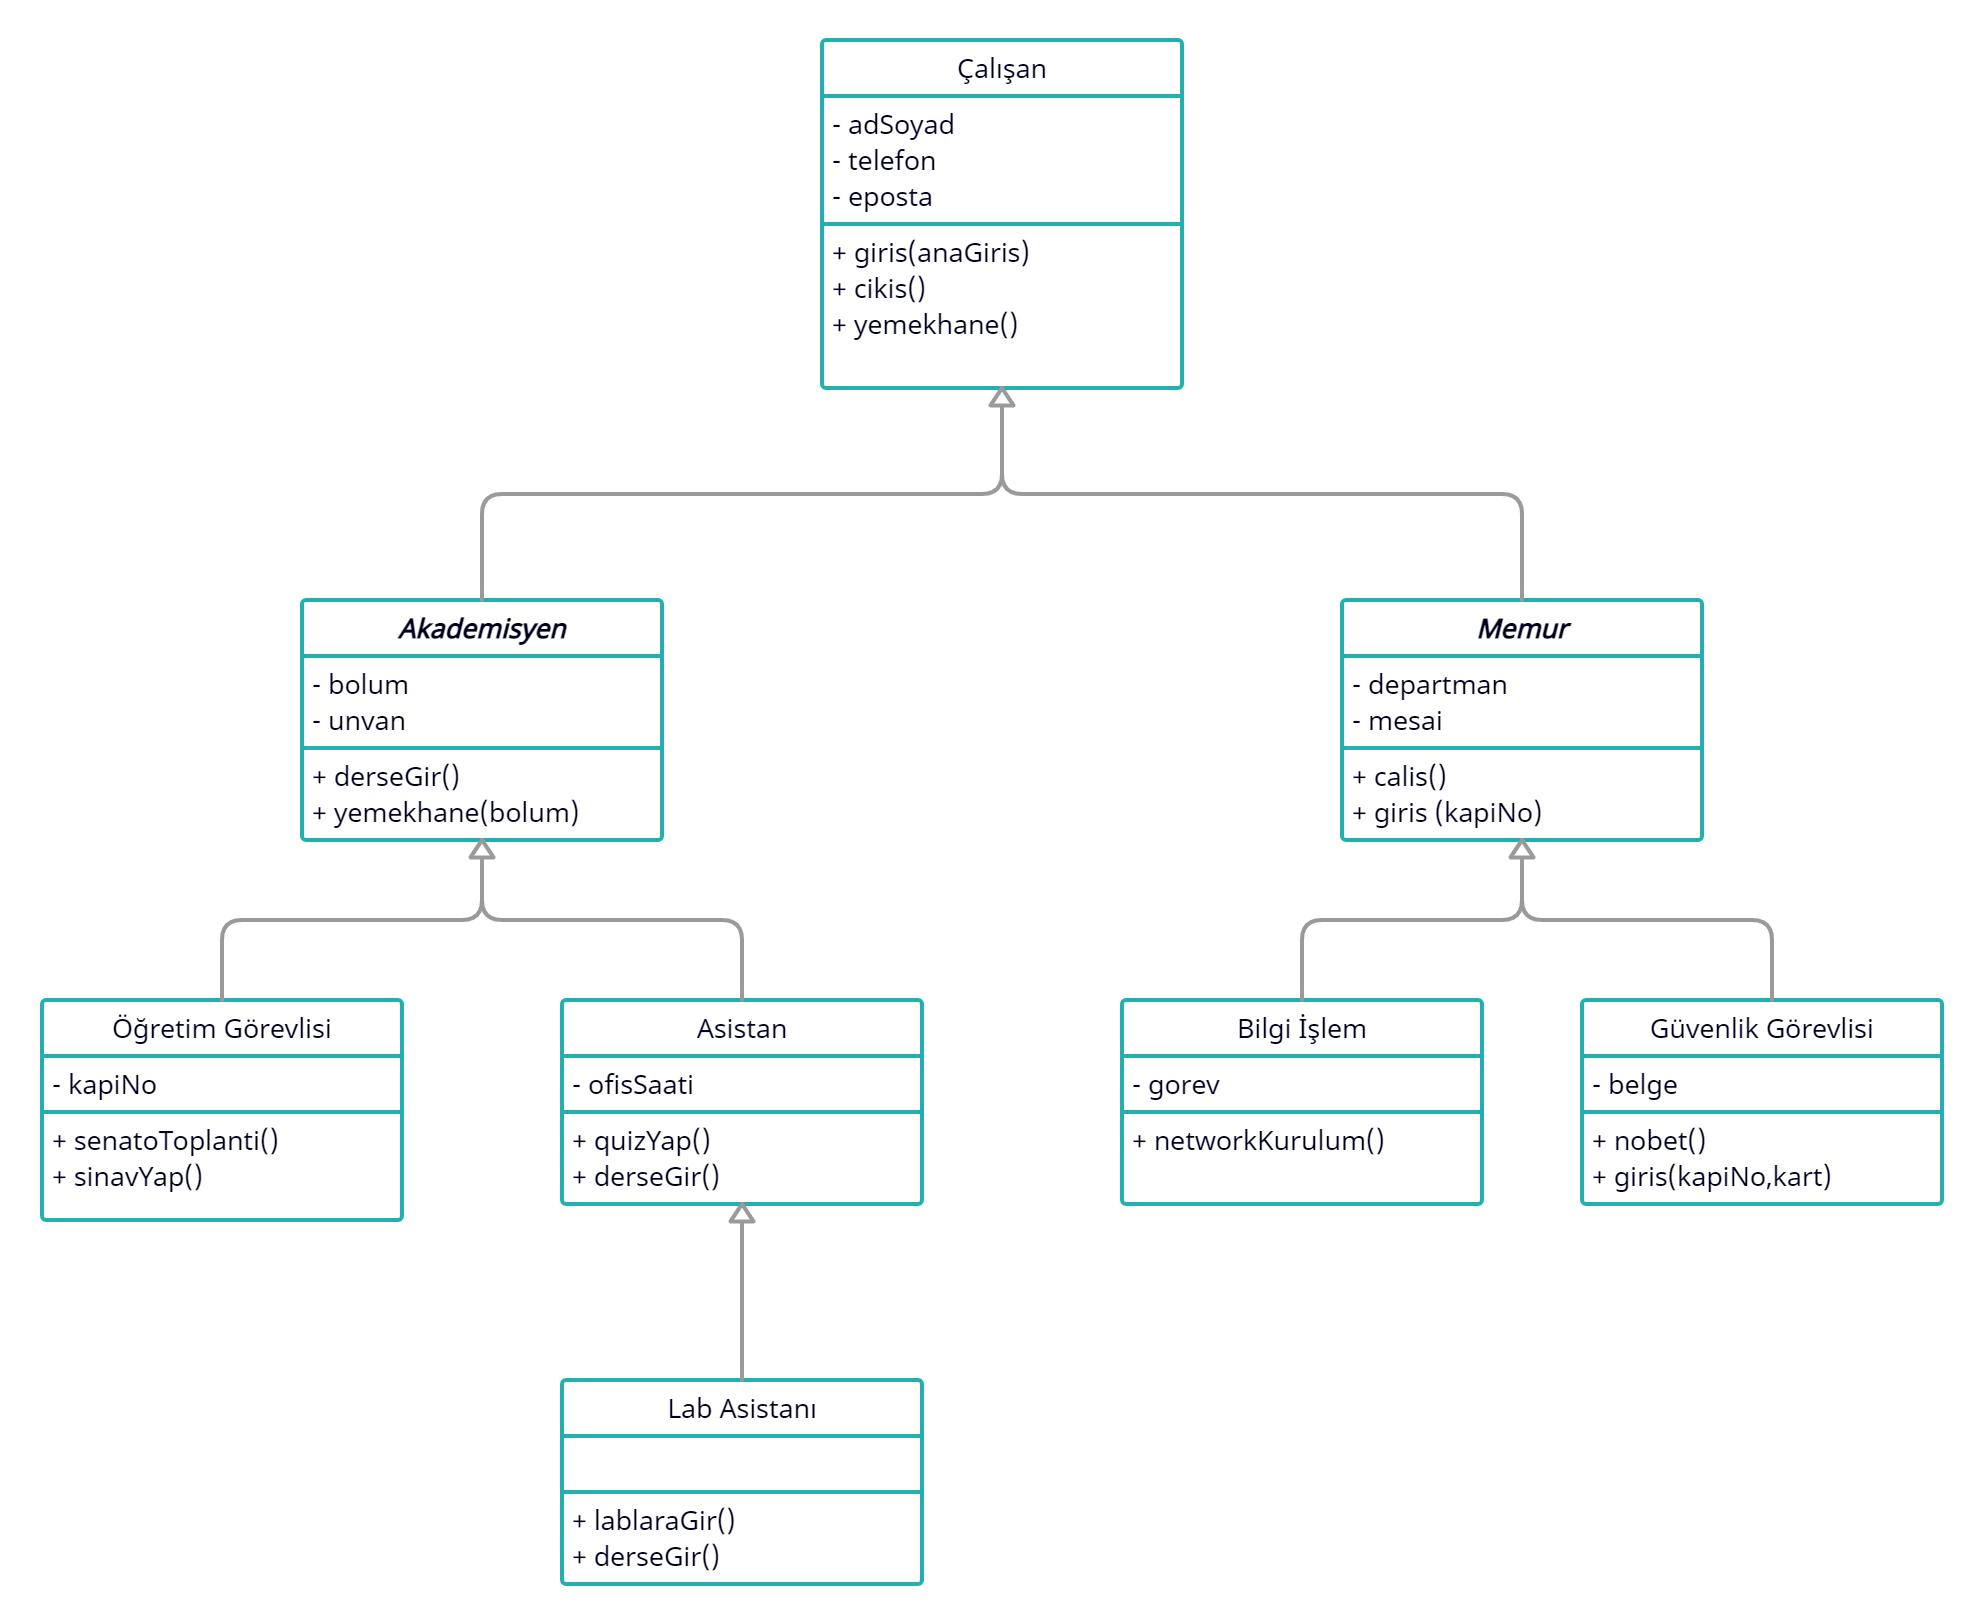 Çalışan
- adSoyad
- telefon
- eposta
+ giris(anaGiris)
+ cikis()
+ yemekhane()
Akademisyen
- bolum
- unvan
+ derseGir()
+ yemekhane(bolum)
Memur
- departman
- mesai
+ calis()
+ giris (kapiNo)
Öğretim Görevlisi
- kapiNo
+ senatoToplanti()
+ sinavYap()
Asistan
- ofisSaati
+ quizYap()
+ derseGir()
Bilgi İşlem
- gorev
+ networkKurulum()
Güvenlik Görevlisi
- belge
+ nobet()
+ giris(kapiNo,kart)
Lab Asistanı
+ lablaraGir()
+ derseGir()